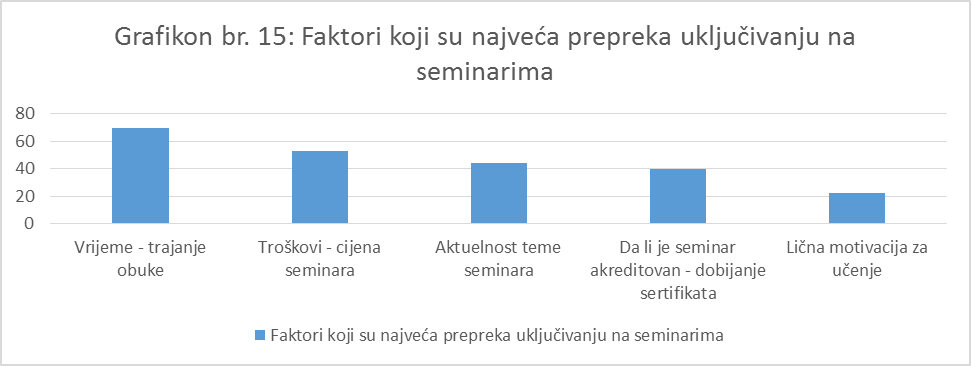 Grafikon br. 15: Faktori koji su najveća prepreka uključivanju na
seminarima
80
60
40
20
0
Vrijeme - trajanje
obuke
Troškovi - cijena
seminara
Aktuelnost teme
seminara
Da li je seminar
akreditovan - dobijanje
sertifikata
Lična motivacija za
učenje
Faktori koji su najveća prepreka uključivanju na seminarima